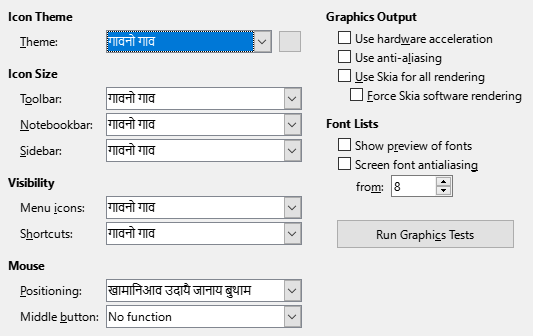 Icon Theme
Theme: गावनो गाव
Icon Size
Toolbar: गावनो गाव
Notebookbar: गावनो गाव
Sidebar: गावनो गाव
Visibility
Menu icons: गावनो गाव
Shortcuts: गावनो गाव
Mouse
Positioning: खामानिआव उदायै जानाय बुथाम
Middle button: No function
Graphics Output
Use hardware acceleration
Use anti-aliasing
Use Skia for all rendering
Force Skia software rendering
Font Lists
Show preview of fonts
Screen font antialiasing
from: 8
Run Graphics Tests